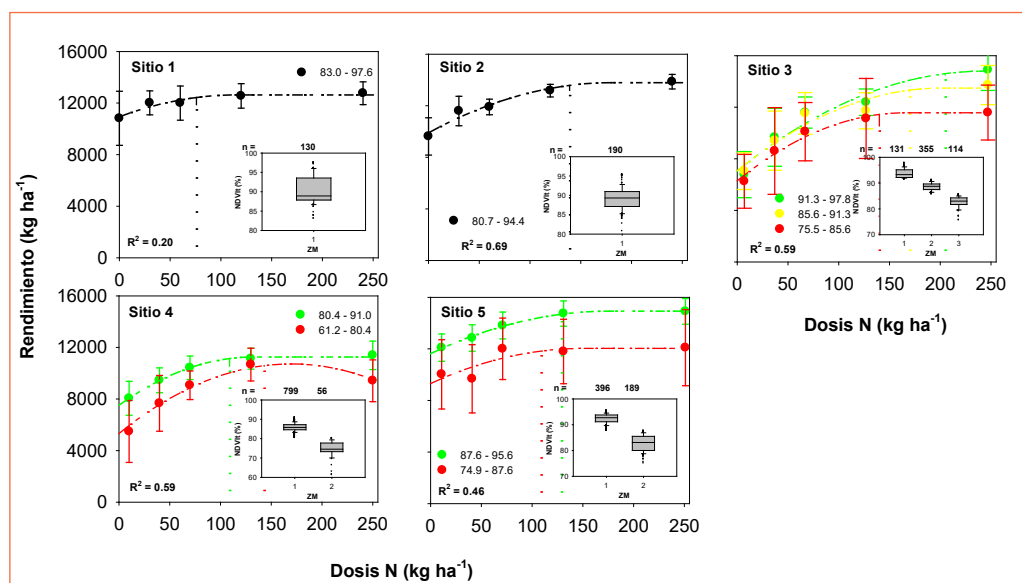 Rendimiento (kg ha-1)
16000
12000
8000
4000
0
Sitio 1
83.0 - 97.6
n = 130
NDVIt (%)
100
95
90
85
80
1
ZM
R2 = 0.20
0 50 100 150 200 250
Sitio 2
n = 190
NDVIt (%)
100
95
90
85
80
1
ZM
80.7 - 94.4
R2 = 0.69
Sitio 3
n = 131 355 114
NDVIt (%)
100
90
80
70
1 2 3
ZM
91.3 - 97.8
85.6 - 91.3
75.5 - 85.6
R2 = 0.59
0 50 100 150 200 250
Dosis N (kg ha-1)
16000
12000
8000
4000
0
Sitio 4
80.4 - 91.0
61.2 - 80.4
n = 799 56
NDVIt (%)
100
90
80
70
60
1 2
ZM
R2 = 0.59
0 50 100 150 200 250
Sitio 5
n = 396 189
NDVIt (%)
100
90
80
70
1 2
ZM
87.6 - 95.6
74.9 - 87.6
R2 = 0.46
0 50 100 150 200 250
Dosis N (kg ha-1)